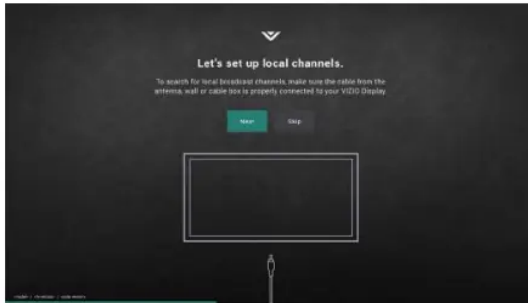 Let's set up local channels.
To search for local broadcast channels, make sure the cable from the
antenna, wall or cable box is properly connected to your VIZIO Display.
Next
Skip